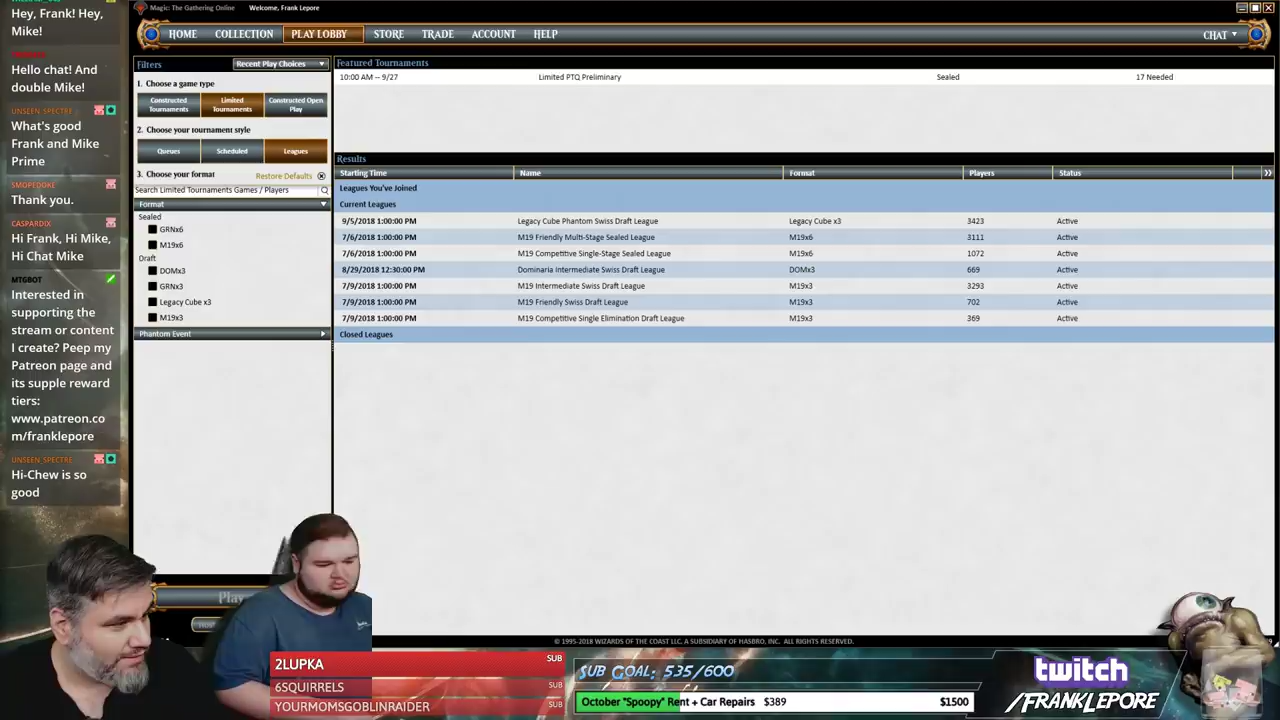 Hey, Frank! Hey,
Mike!
Hello chat! And
double Mike!
UNSEEN_SPECTRE
What's good
Frank and Mike
Prime
SMOPEDOKE
Thank you.
CASPARDIX
Hi Frank, Hi Mike,
Hi Chat Mike
MTGBOT
Interested in
supporting the
stream or content
I create? Peep my
Patreon page and
its supple reward
tiers:
www.patreon.co
m/franklepore
UNSEEN_SPECTRE
Hi-Chew is so
good
Magic: The Gathering Online Welcome, Frank Lepore
HOME COLLECTION PLAY LOBBY STORE TRADE ACCOUNT HELP CHAT
Filters Recent Play Choices
1. Choose a game type
Constructed Tournaments Limited Tournaments Constructed Open Play
2. Choose your tournament style
Queues Scheduled Leagues
3. Choose your format Restore Defaults
Search Limited Tournaments Games / Players
Format
Sealed
GRNx6
M19x6
Draft
DOMx3
GRNx3
Legacy Cube x3
M19x3
Phantom Event
Featured Tournaments
10:00 AM -- 9/27 Limited PTQ Preliminary Sealed 17 Needed
Results
Starting Time Name Format Players Status
Leagues You've Joined
Current Leagues
9/5/2018 1:00:00 PM Legacy Cube Phantom Swiss Draft League Legacy Cube x3 3423 Active
7/6/2018 1:00:00 PM M19 Friendly Multi-Stage Sealed League M19x6 3111 Active
7/6/2018 1:00:00 PM M19 Competitive Single-Stage Sealed League M19x6 1072 Active
8/29/2018 12:30:00 PM Dominaria Intermediate Swiss Draft League DOMx3 669 Active
7/9/2018 1:00:00 PM M19 Intermediate Swiss Draft League M19x3 3293 Active
7/9/2018 1:00:00 PM M19 Friendly Swiss Draft League M19x3 702 Active
7/9/2018 1:00:00 PM M19 Competitive Single Elimination Draft League M19x3 369 Active
Closed Leagues
© 1995-2018 WIZARDS OF THE COAST LLC, A SUBSIDIARY OF HASBRO, INC. ALL RIGHTS RESERVED.
2LUPKA SUB
6SQUIRRELS SUB
YOURMOMSGOBLINRAIDER SUB
SUB GOAL: 535/600
October "Spoopy" Rent + Car Repairs $389 $1500
twitch
/FRANKLEPORE